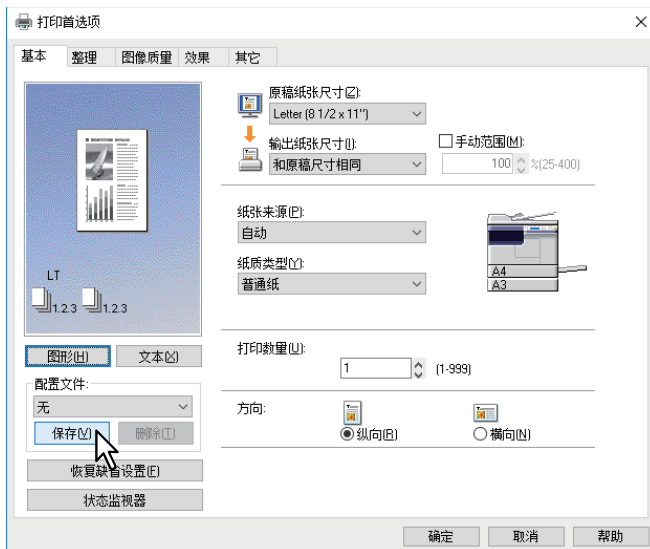 打印首选项
基本 整理 图像质量 效果 其它
LT
1.2.3 1.2.3
图形(H) 文本(X)
配置文件:
无
保存(V) 删除(T)
恢复缺省设置(F)
状态监视器
原稿纸张尺寸(Z):
Letter (8 1/2 x 11")
输出纸张尺寸(I):
和原稿尺寸相同
手动范围(M):
100 %(25-400)
纸张来源(P):
自动
纸质类型(Y):
普通纸
A4
A3
打印数量(U):
1 (1-999)
方向:
纵向(R) 横向(N)
确定 取消 帮助